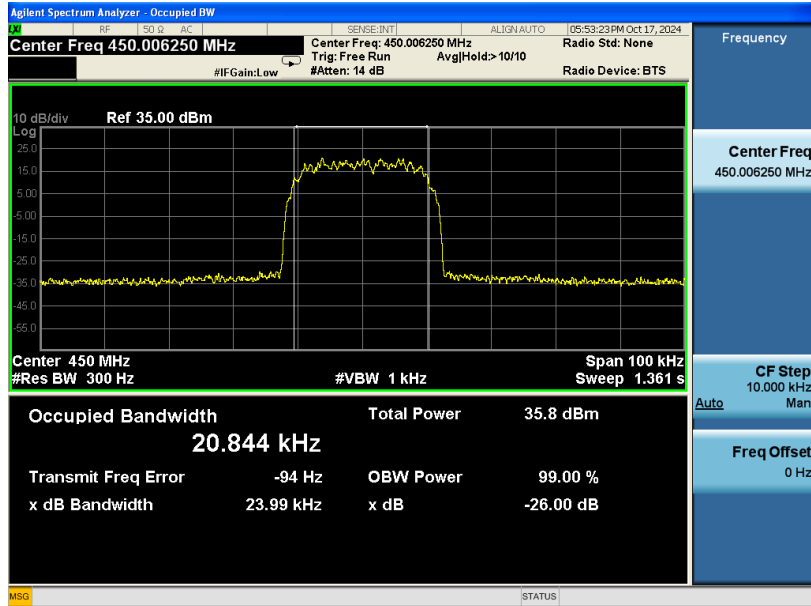 Agilent Spectrum Analyzer - Occupied BW
LXI RF 50 Ω AC SENSE:INT ALIGN AUTO 05:53:23 PM Oct 17, 2024
Center Freq 450.006250 MHz
Center Freq: 450.006250 MHz
Radio Std: None
Trig: Free Run Avg|Hold:> 10/10
#IFGain:Low
#Atten: 14 dB
Radio Device: BTS
10 dB/div Ref 35.00 dBm
Log
25.0
15.0
5.00
-5.00
-15.0
-25.0
-35.0
-45.0
-55.0
Center 450 MHz Span 100 kHz
#Res BW 300 Hz #VBW 1 kHz Sweep 1.361 s
Occupied Bandwidth Total Power 35.8 dBm
20.844 kHz
Transmit Freq Error -94 Hz OBW Power 99.00 %
x dB Bandwidth 23.99 kHz x dB -26.00 dB
MSG STATUS
Frequency
Center Freq
450.006250 MHz
CF Step
10.000 kHz
Auto Man
Freq Offset
0 Hz